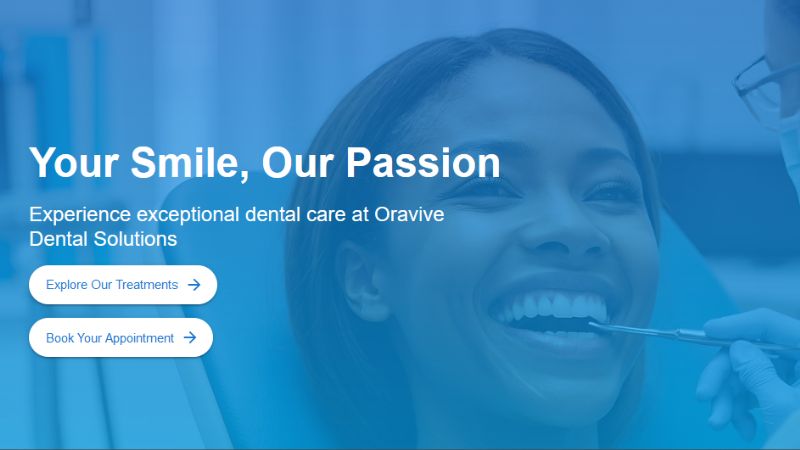 Your Smile, Our Passion
Experience exceptional dental care at Oravive
Dental Solutions
Explore Our Treatments
Book Your Appointment